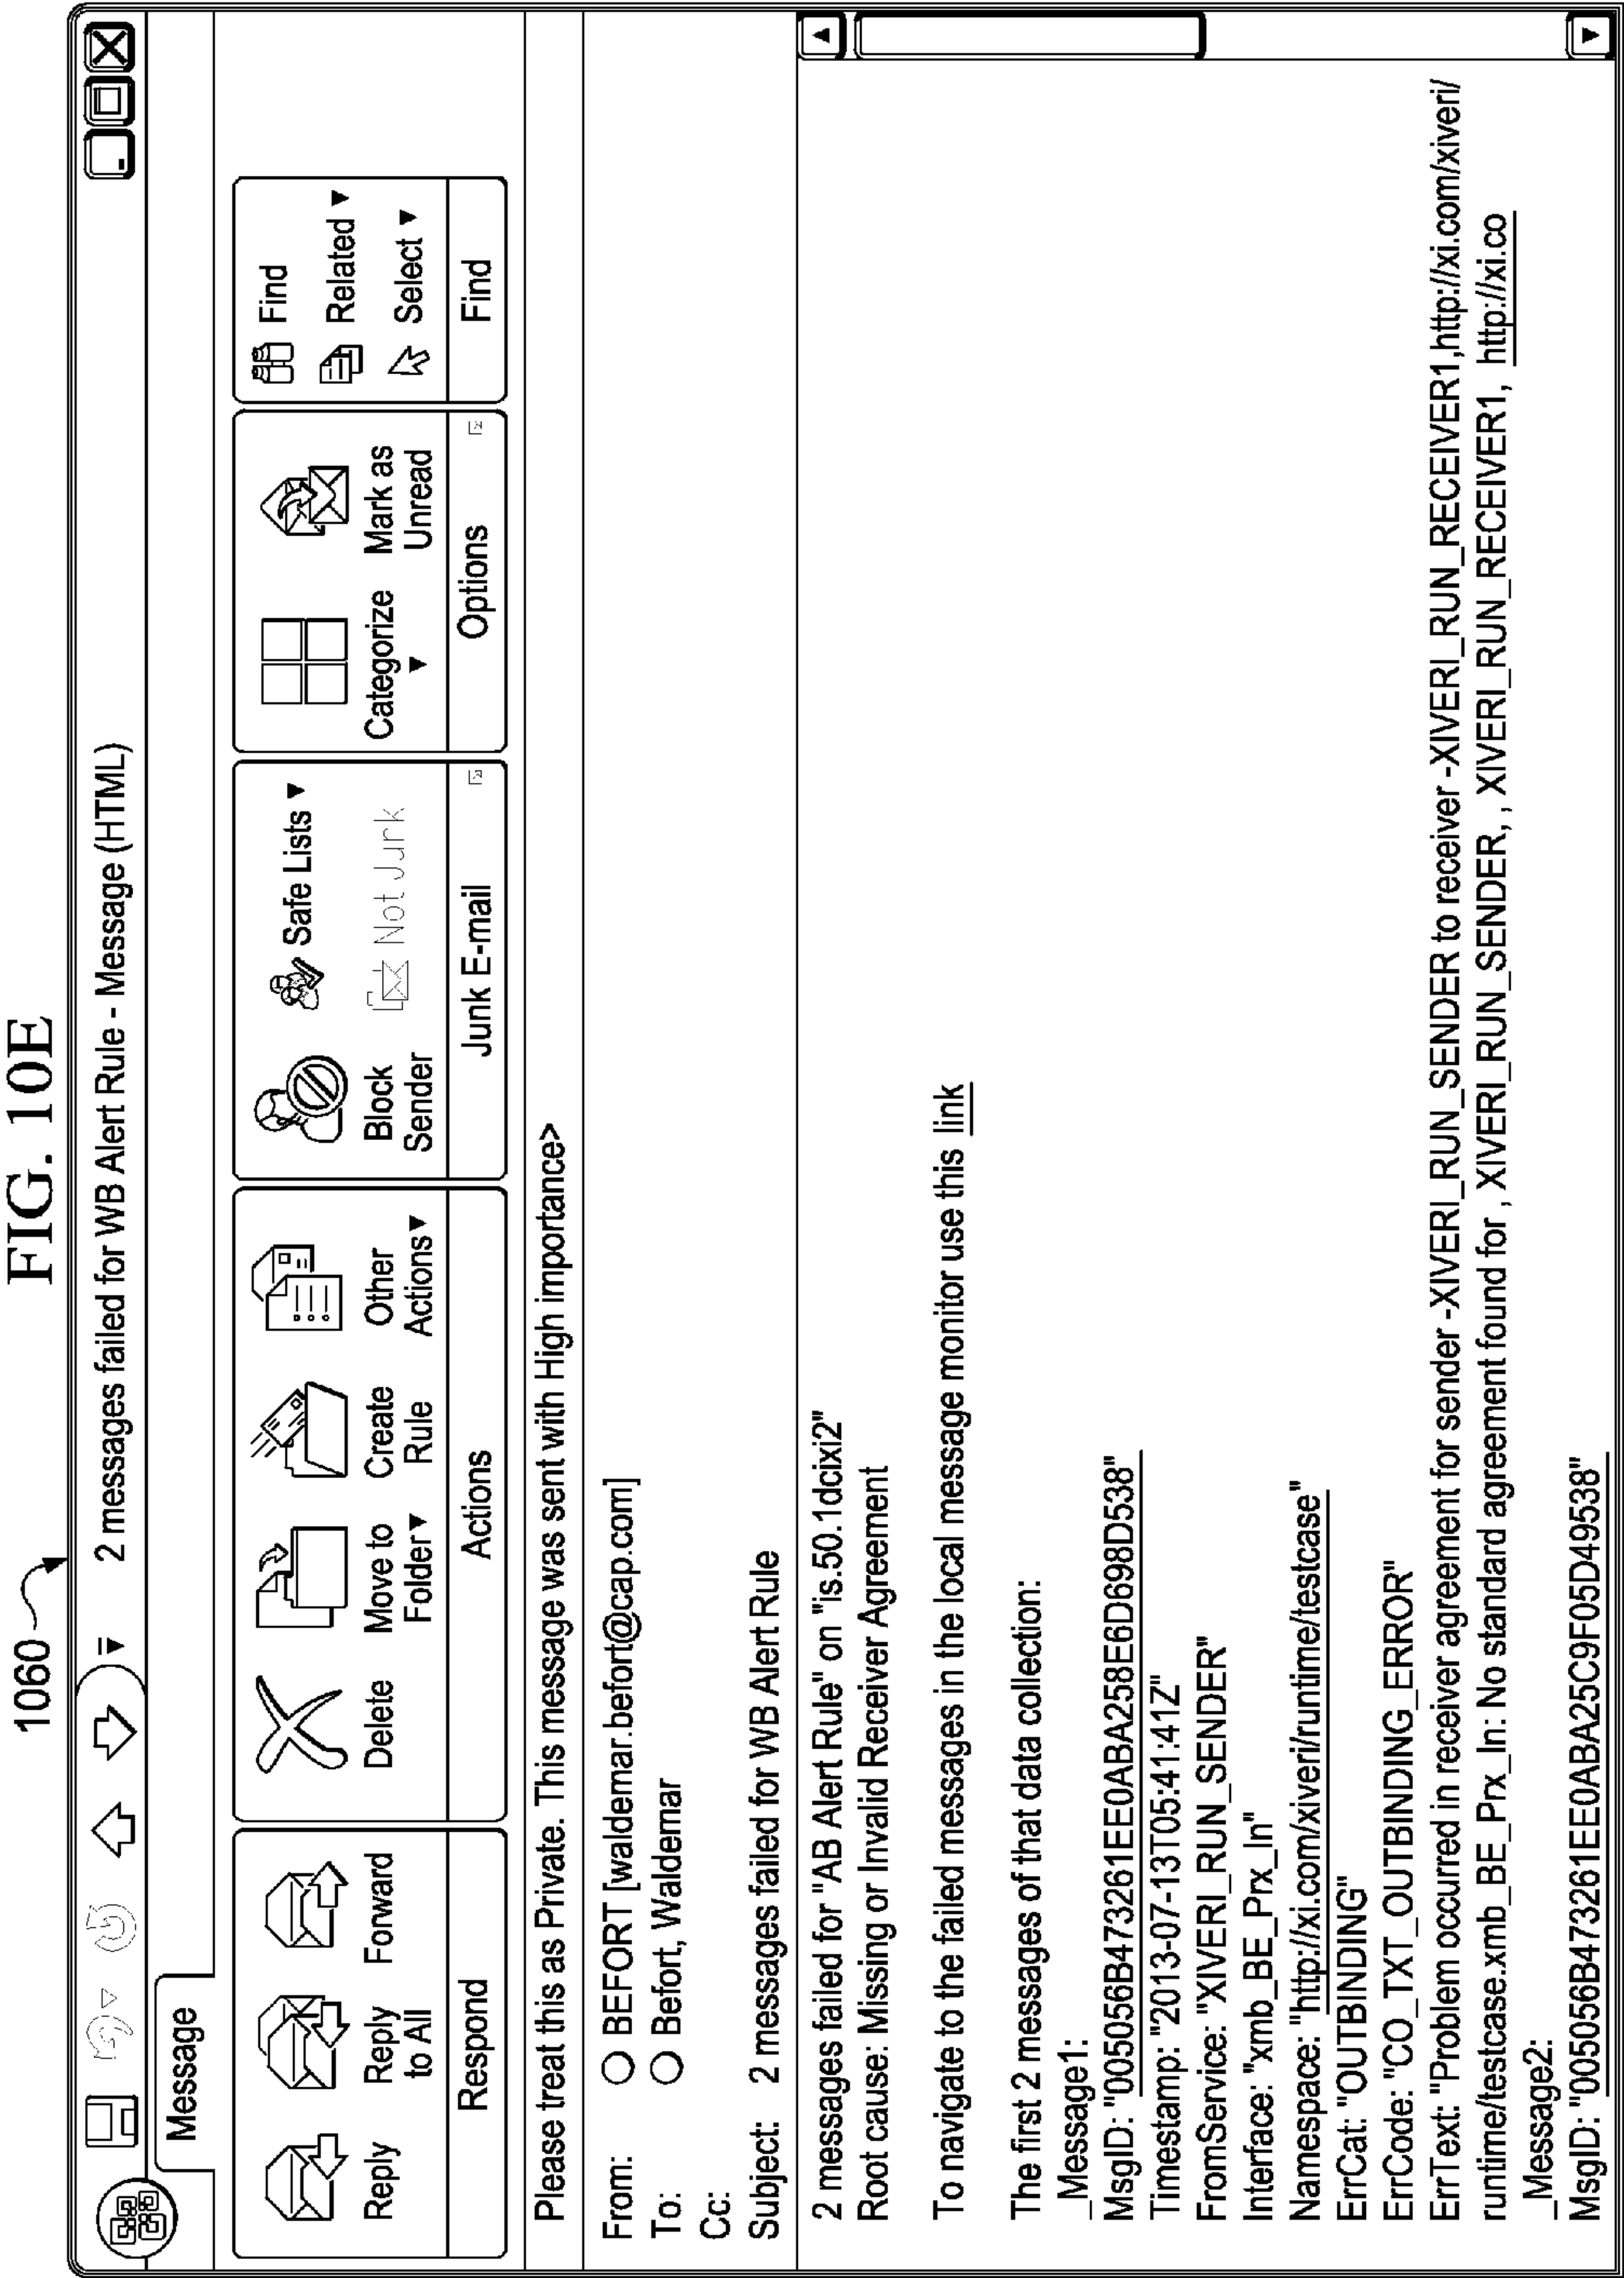 FIG. 10E
1060
2 messages failed for WB Alert Rule - Message (HTML)
Message
Reply
Reply to All
Forward
Respond
Delete
Move to Folder
Create Rule
Other Actions
Actions
Block Sender
Safe Lists
Not Junk
Junk E-mail
Categorize
Mark as Unread
Options
Find
Related
Select
Find
Please treat this as Private. This message was sent with High importance>
From: BEFORT [waldemar.befort@cap.com]
To: Befort, Waldemar
Cc:
Subject: 2 messages failed for WB Alert Rule
2 messages failed for "AB Alert Rule" on "is.50.1dcixi2"
Root cause: Missing or Invalid Receiver Agreement
To navigate to the failed messages in the local message monitor use this link
The first 2 messages of that data collection:
_Message1:
MsgID: "005056B473261EE0ABA258E6D698D538"
Timestamp: "2013-07-13T05:41:41Z"
FromService: "XIVERI_RUN_SENDER"
Interface: "xmb_BE_Prx_In"
Namespace: "http://xi.com/xiveri/runtime/testcase"
ErrCat: "OUTBINDING"
ErrCode: "CO_TXT_OUTBINDING_ERROR"
ErrText: "Problem occurred in receiver agreement for sender -XIVERI_RUN_SENDER to receiver -XIVERI_RUN_RECEIVER1,http://xi.com/xiveri/
runtime/testcase.xmb_BE_Prx_In: No standard agreement found for , XIVERI_RUN_SENDER, , XIVERI_RUN_RECEIVER1, http://xi.co
_Message2:
MsgID: "005056B473261EE0ABA25C9F05D49538"